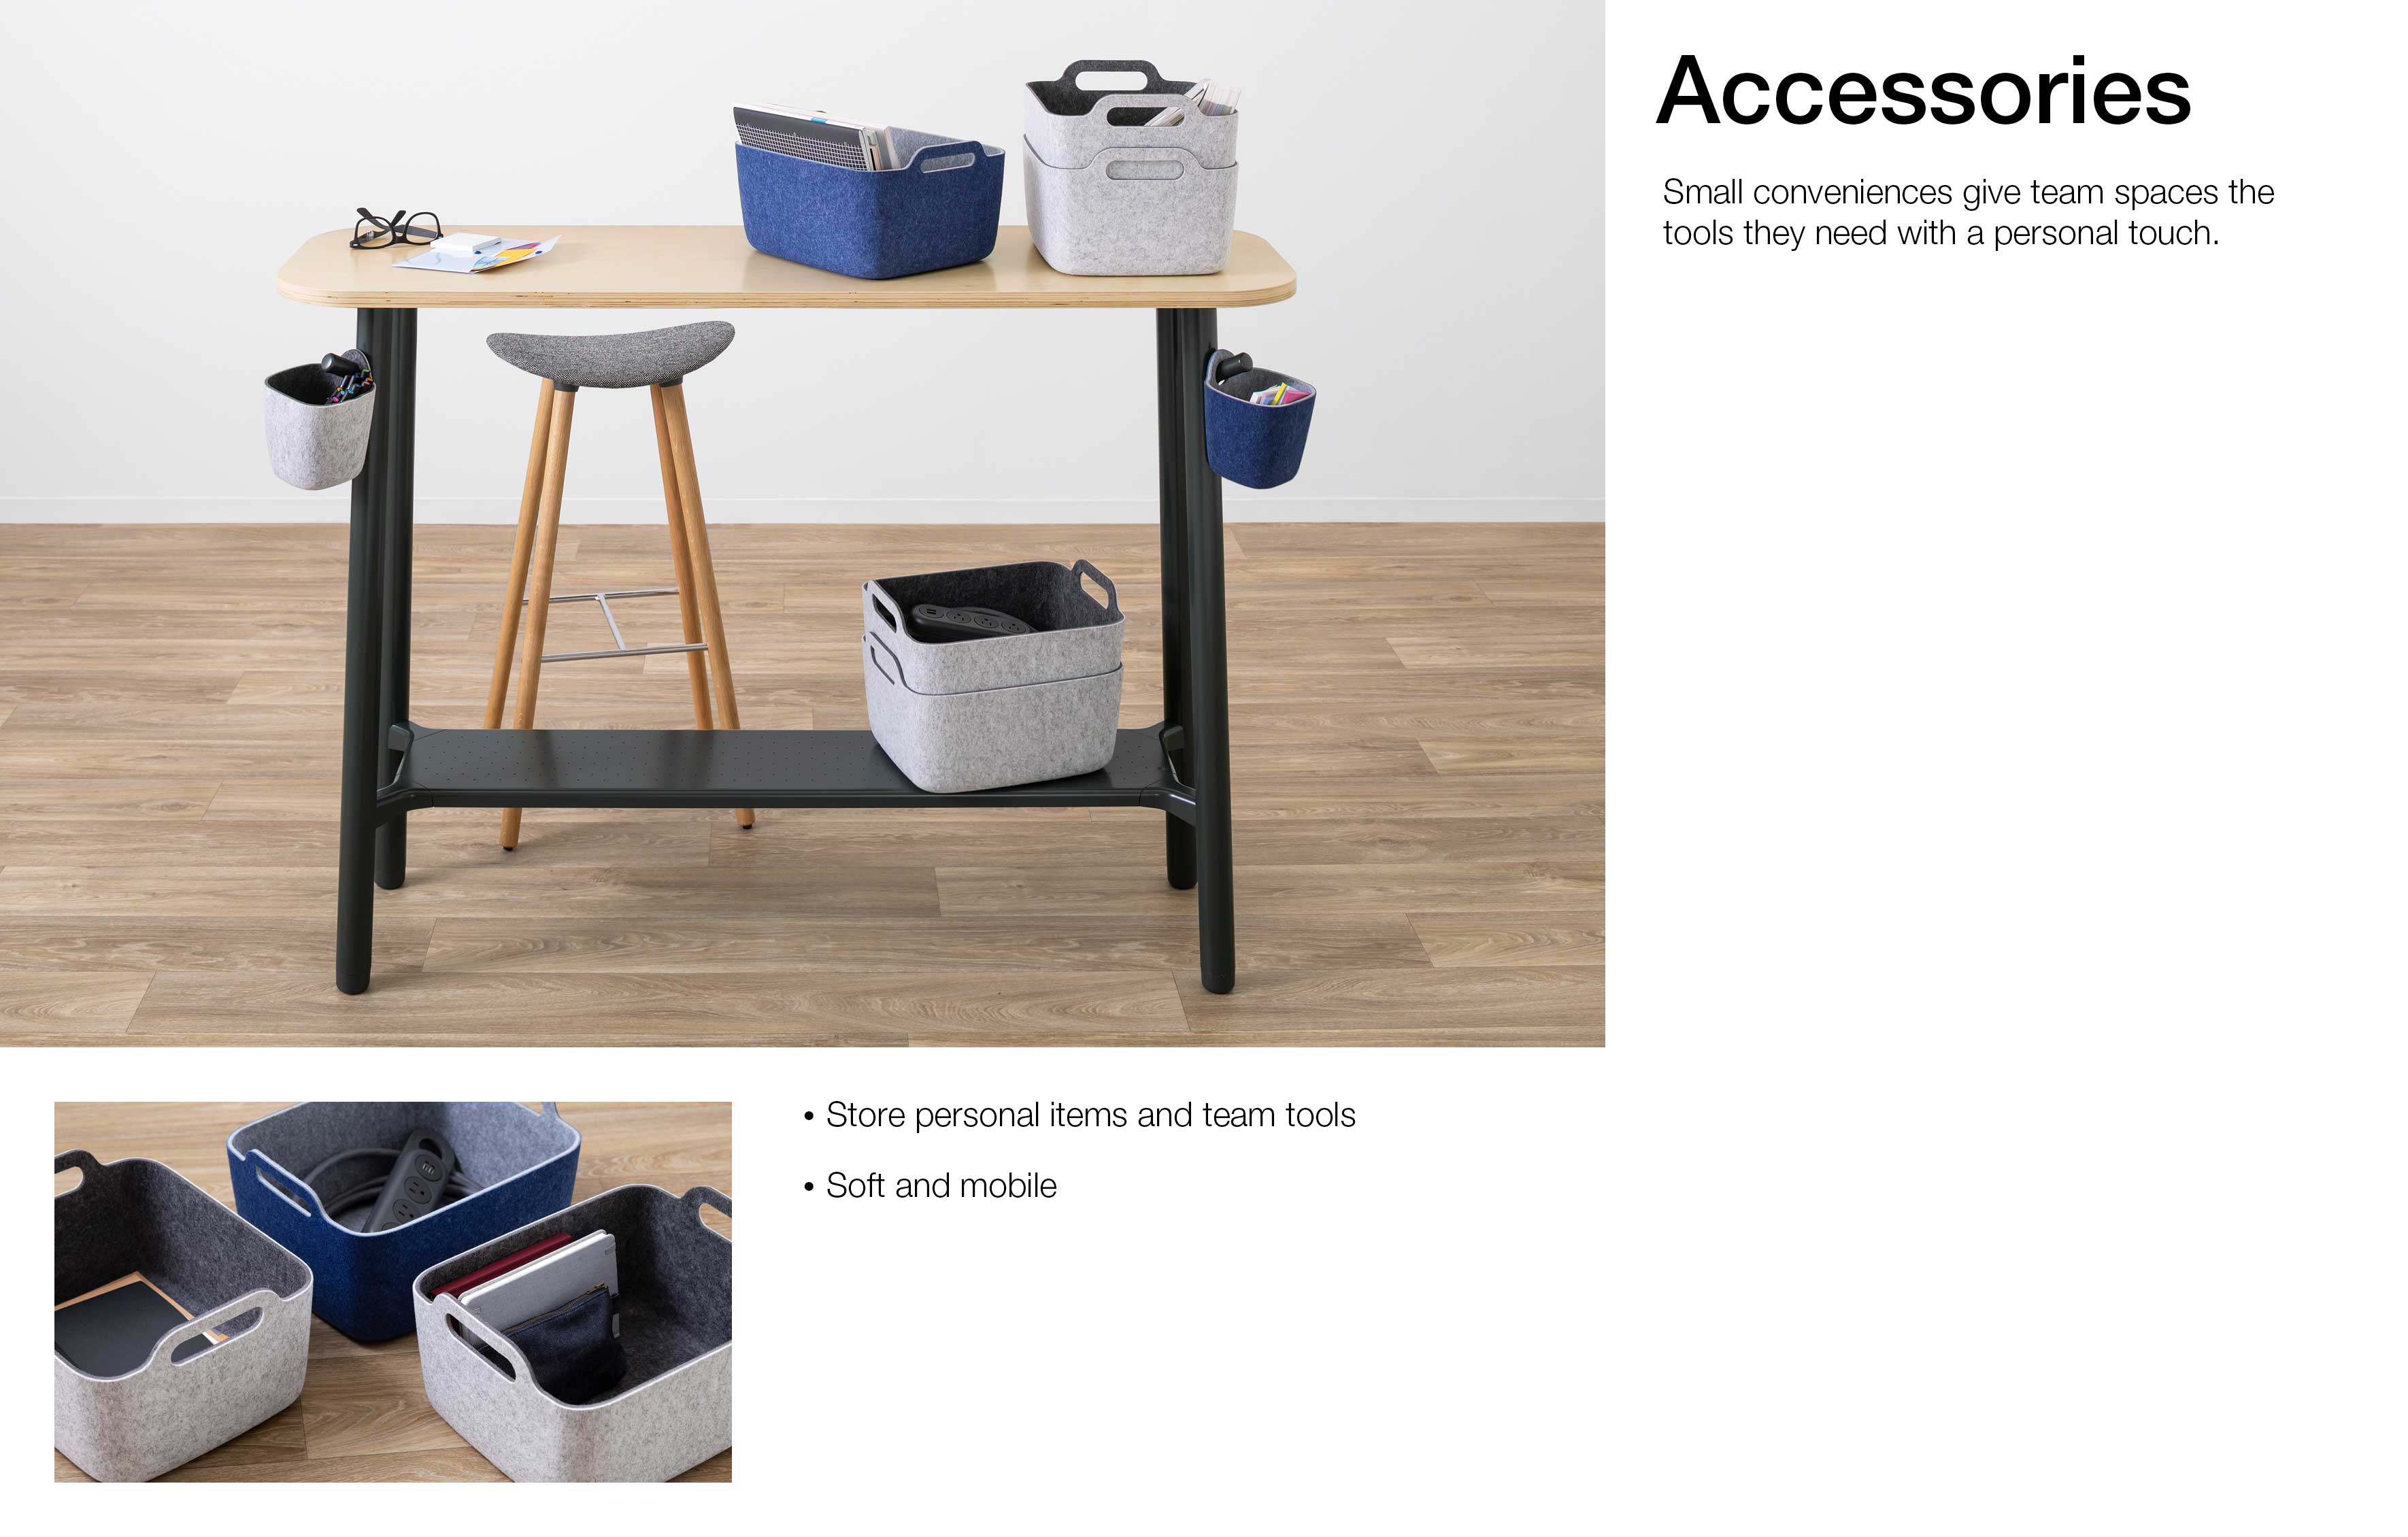 Accessories
Small conveniences give team spaces the
tools they need with a personal touch.
• Store personal items and team tools
• Soft and mobile